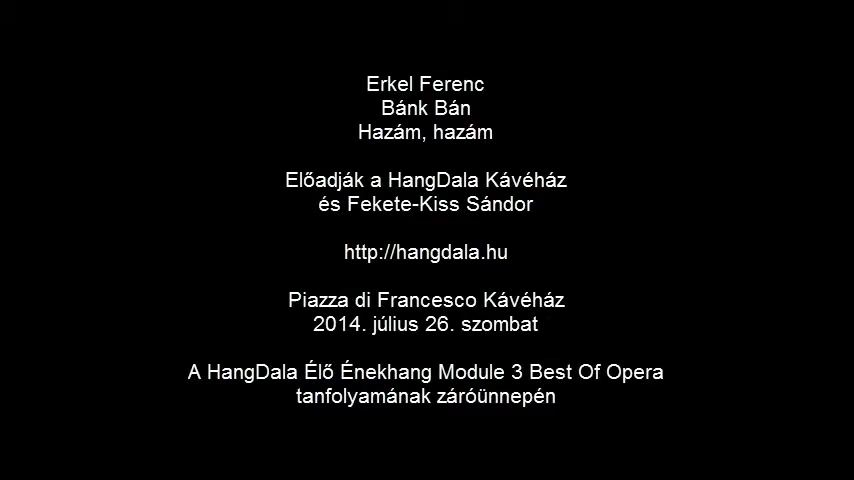 Erkel Ferenc
Bánk Bán
Hazám, hazám
Előadják a HangDala Kávéház
és Fekete-Kiss Sándor
http://hangdala.hu
Piazza di Francesco Kávéház
2014. július 26. szombat
A HangDala Élő Énekhang Module 3 Best Of Opera
tanfolyamának záróünnepén